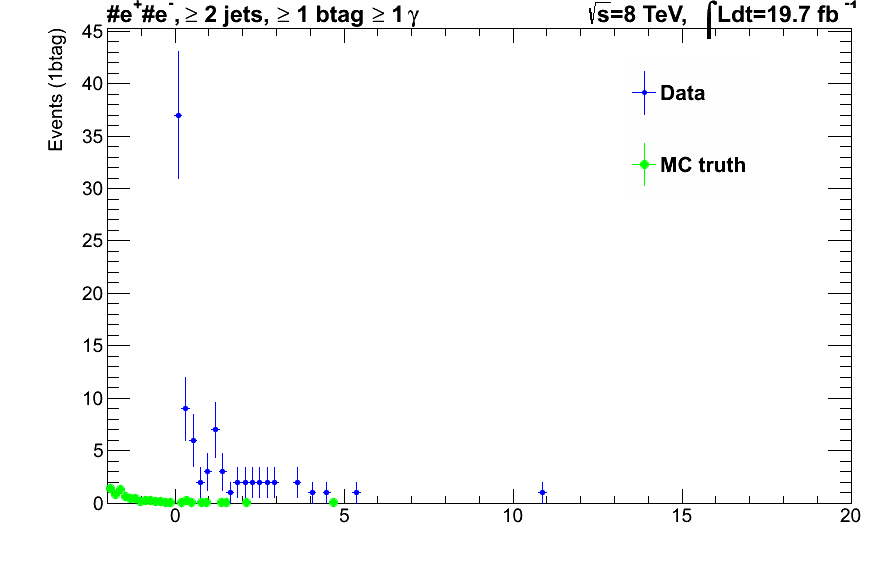 #e+#e-, ≥ 2 jets, ≥ 1 btag ≥ 1 γ √s=8 TeV, ∫Ldt=19.7 fb-1
Events (1btag)
45
40
35
30
25
20
15
10
5
0
Data
MC truth
0 5 10 15 20